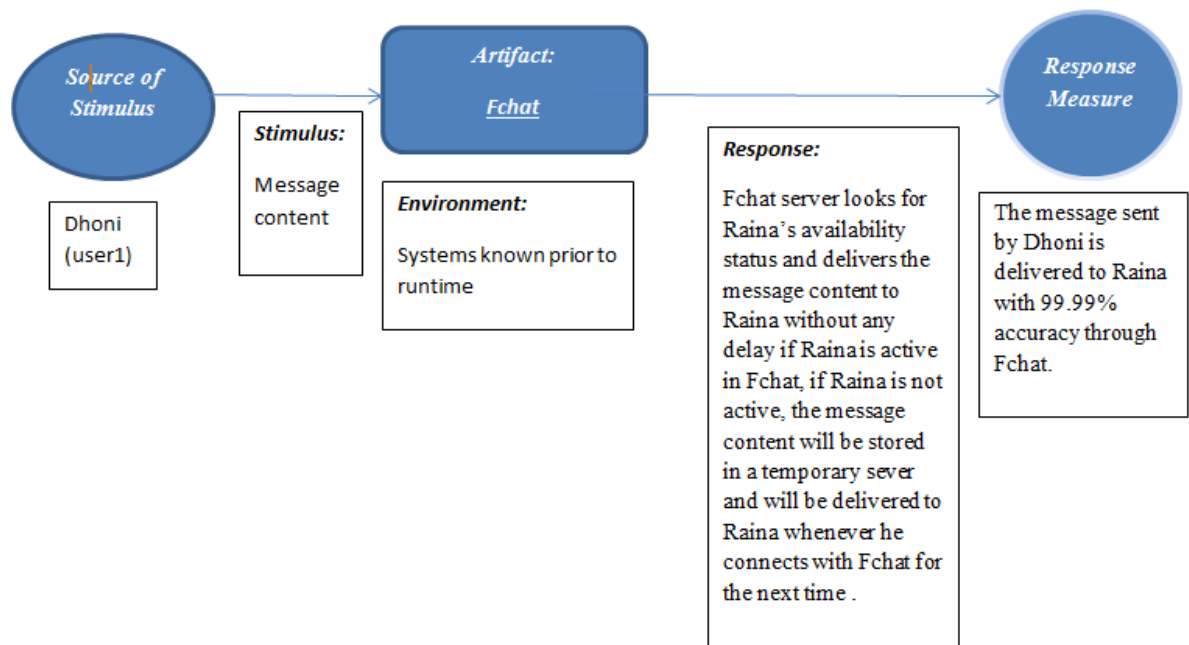 Source of
Stimulus
Dhoni
(user1)
Stimulus:
Message
content
Artifact:
Fchat
Environment:
Systems known prior to
runtime
Response:
Fchat server looks for
Raina’s availability
status and delivers the
message content to
Raina without any
delay if Raina is active
in Fchat, if Raina is not
active, the message
content will be stored
in a temporary sever
and will be delivered to
Raina whenever he
connects with Fchat for
the next time .
Response
Measure
The message sent
by Dhoni is
delivered to Raina
with 99.99%
accuracy through
Fchat.